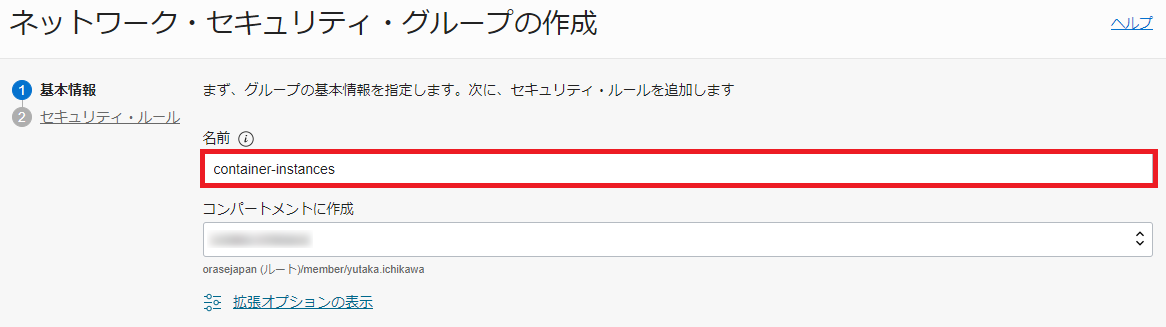 ネットワーク・セキュリティ・グループの作成
ヘルプ
1 基本情報
2 セキュリティ・ルール
まず、グループの基本情報を指定します。次に、セキュリティ・ルールを追加します
名前 i
container-instances
コンパートメントに作成
orasejapan (ルート)/member/yutaka.ichikawa
拡張オプションの表示